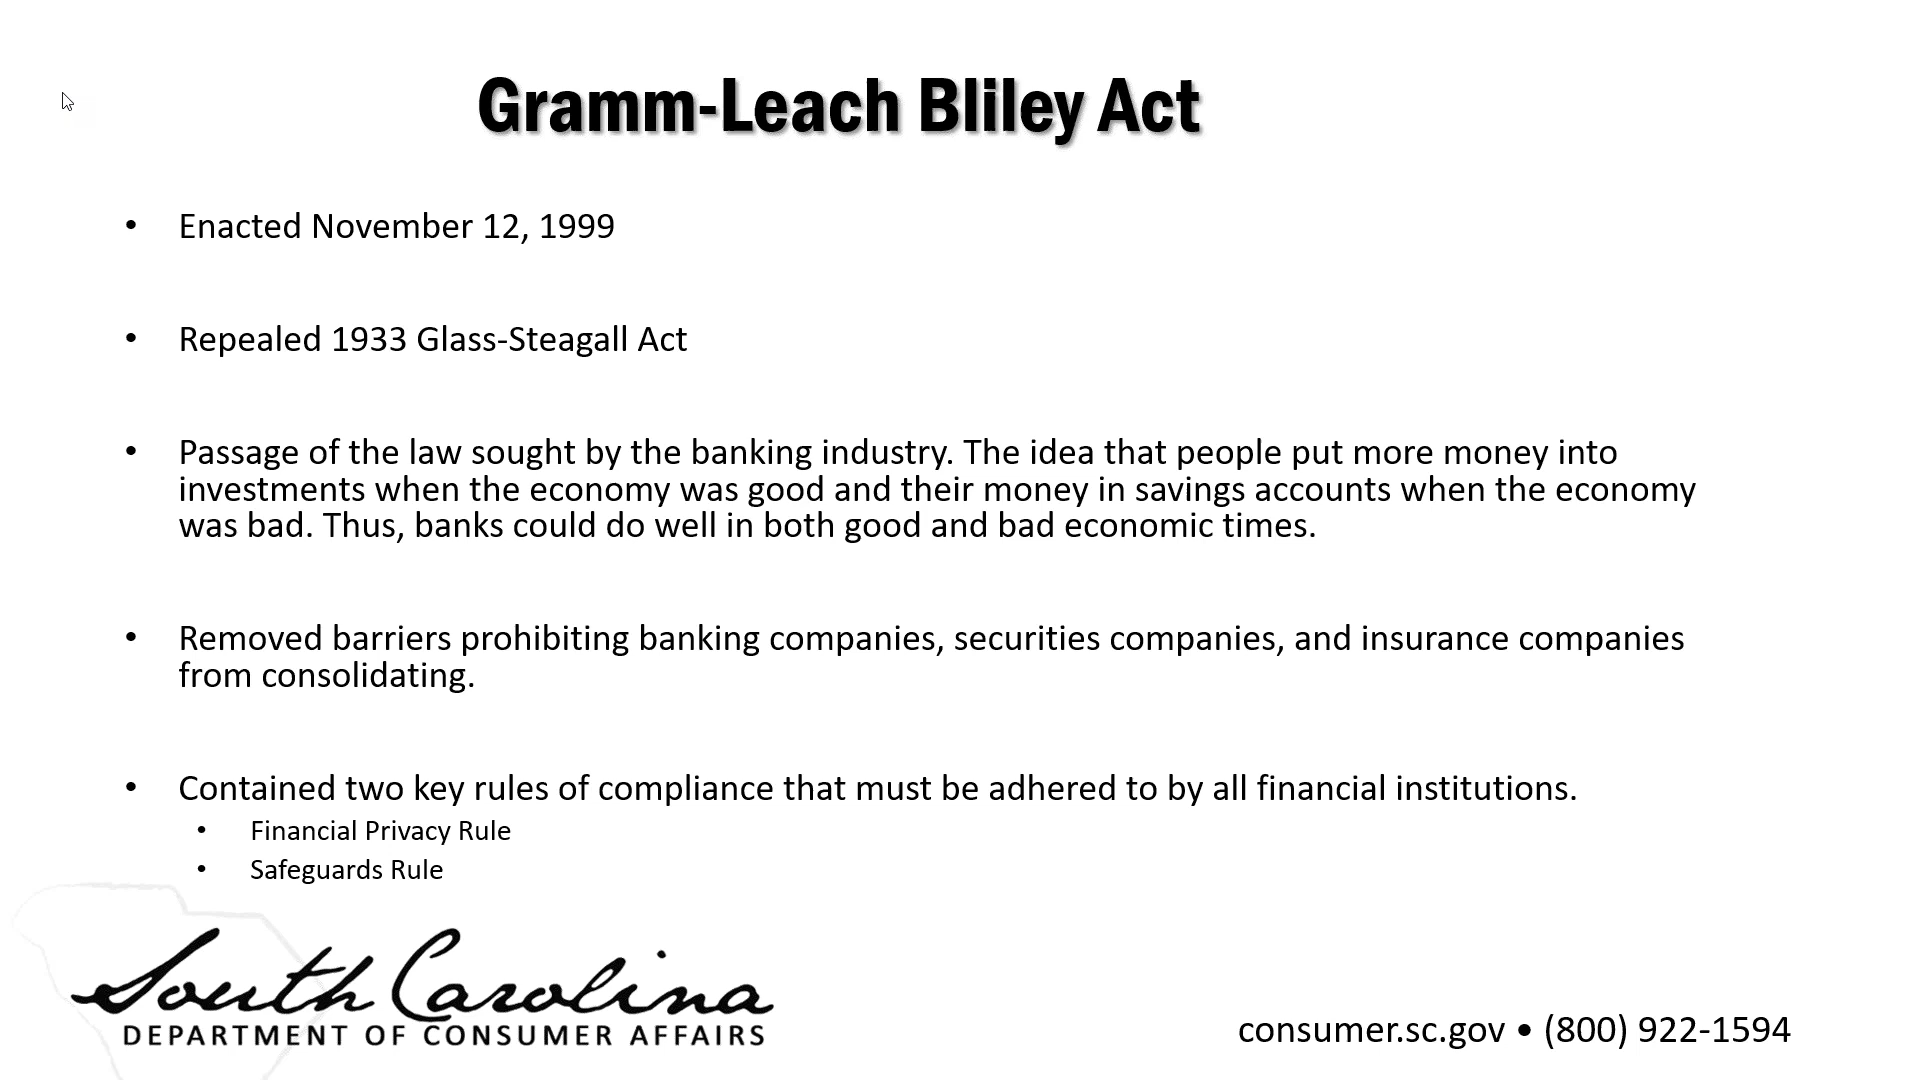 Gramm-Leach Bliley Act
• Enacted November 12, 1999
• Repealed 1933 Glass-Steagall Act
• Passage of the law sought by the banking industry. The idea that people put more money into
investments when the economy was good and their money in savings accounts when the economy
was bad. Thus, banks could do well in both good and bad economic times.
• Removed barriers prohibiting banking companies, securities companies, and insurance companies
from consolidating.
• Contained two key rules of compliance that must be adhered to by all financial institutions.
• Financial Privacy Rule
• Safeguards Rule
South Carolina
DEPARTMENT OF CONSUMER AFFAIRS
consumer.sc.gov • (800) 922-1594